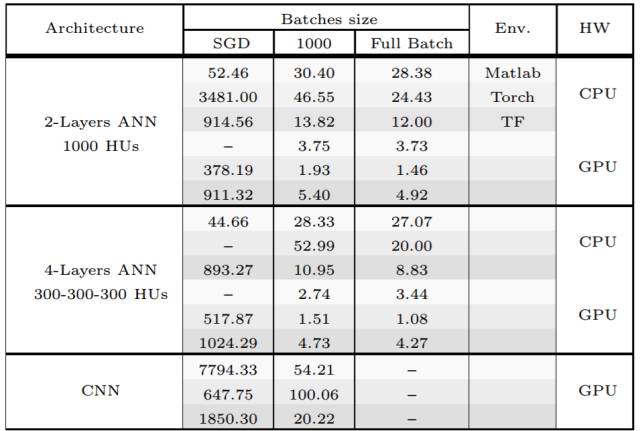 Architecture Batches size Env. HW
SGD 1000 Full Batch
52.46 30.40 28.38 Matlab
3481.00 46.55 24.43 Torch CPU
2-Layers ANN 914.56 13.82 12.00 TF
1000 HUs – 3.75 3.73
378.19 1.93 1.46 GPU
911.32 5.40 4.92
44.66 28.33 27.07
– 52.99 20.00 CPU
4-Layers ANN 893.27 10.95 8.83
300-300-300 HUs – 2.74 3.44
517.87 1.51 1.08 GPU
1024.29 4.73 4.27
7794.33 54.21 –
CNN 647.75 100.06 – GPU
1850.30 20.22 –